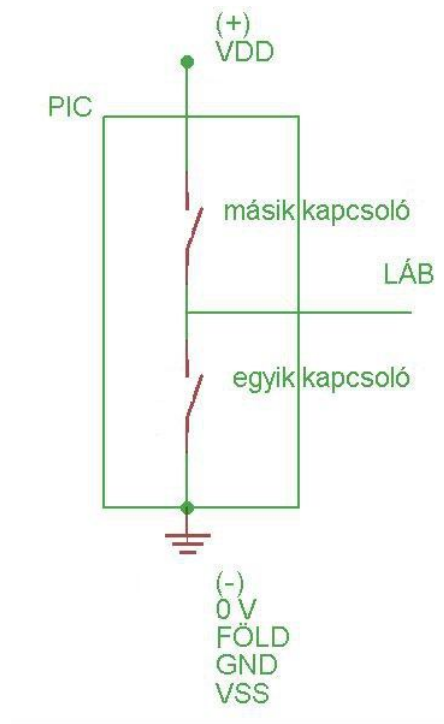 (+)
VDD
PIC
másik kapcsoló
LÁB
egyik kapcsoló
(-)
0 V
FÖLD
GND
VSS